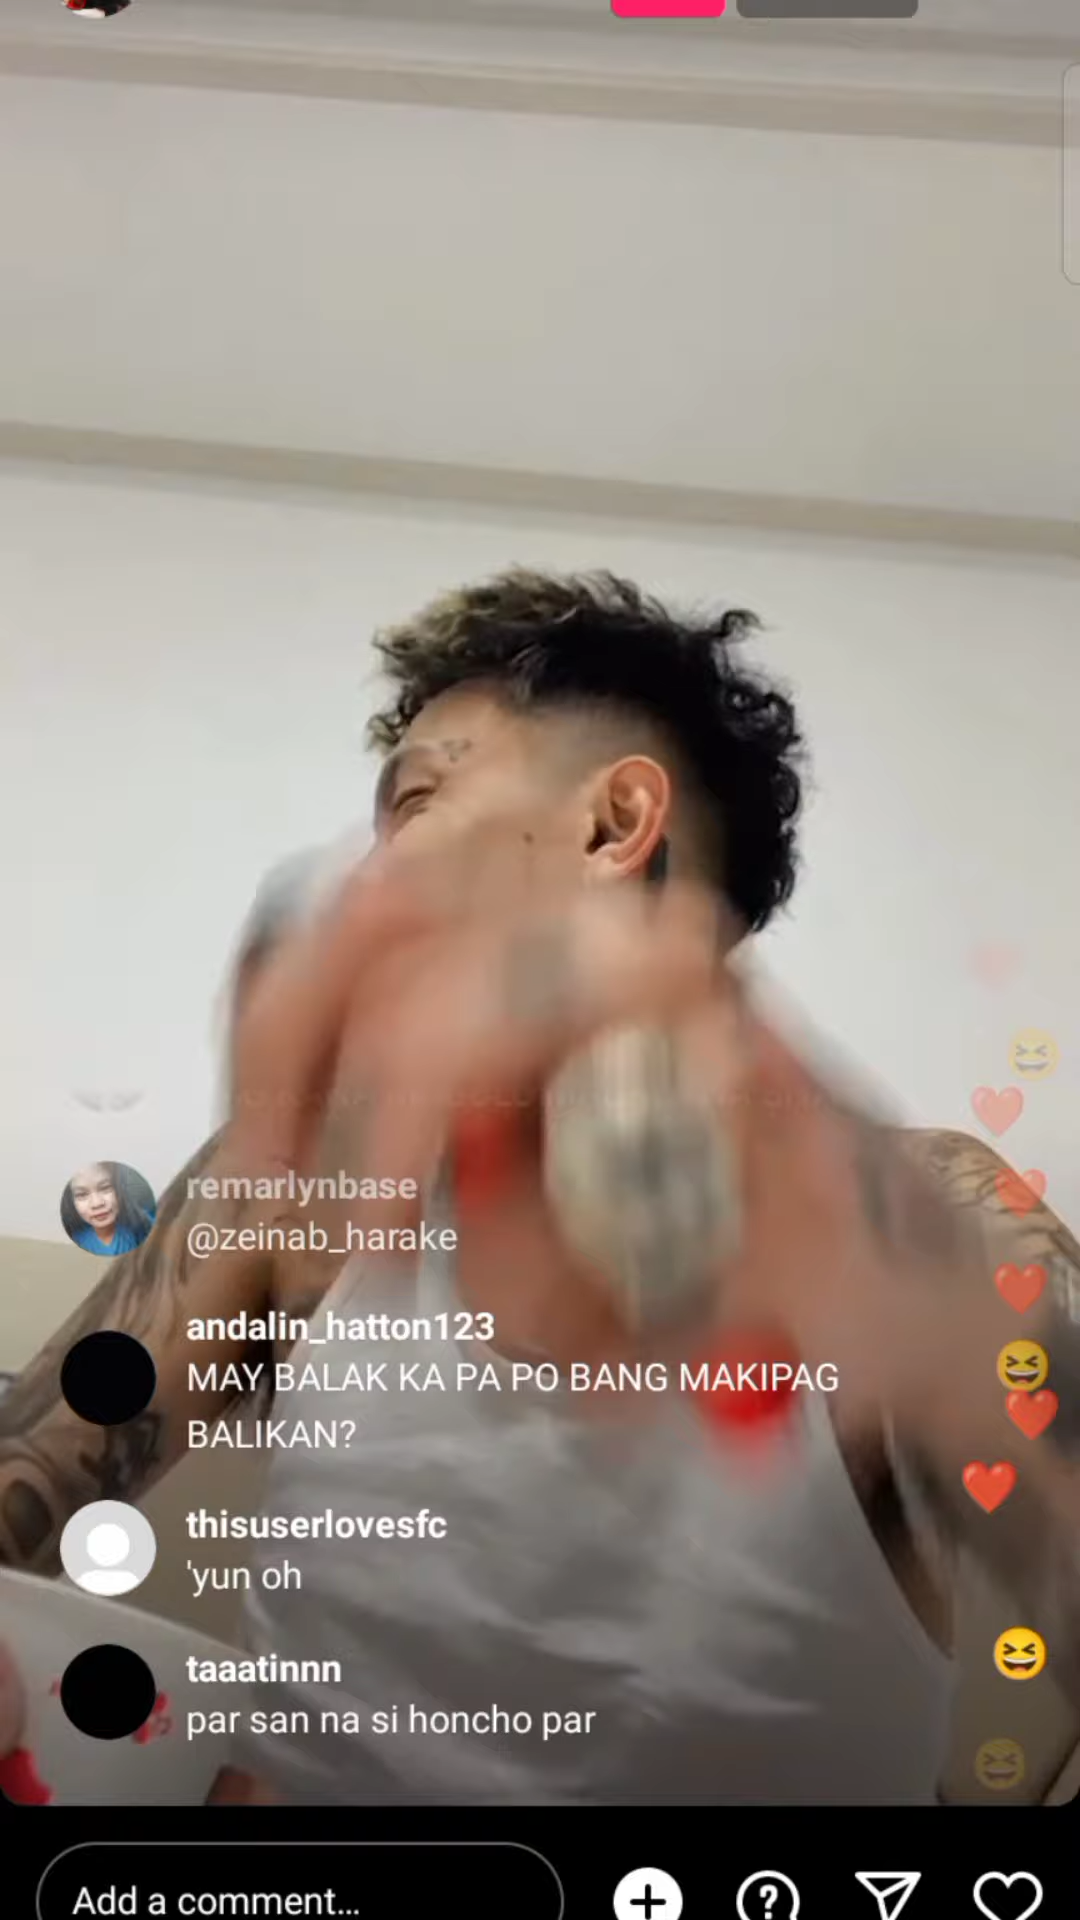 remarlynbase
@zeinab_harake
andalin_hatton123
MAY BALAK KA PA PO BANG MAKIPAG
BALIKAN?
thisuserlovesfc
'yun oh
taaatinnn
par san na si honcho par
Add a comment...